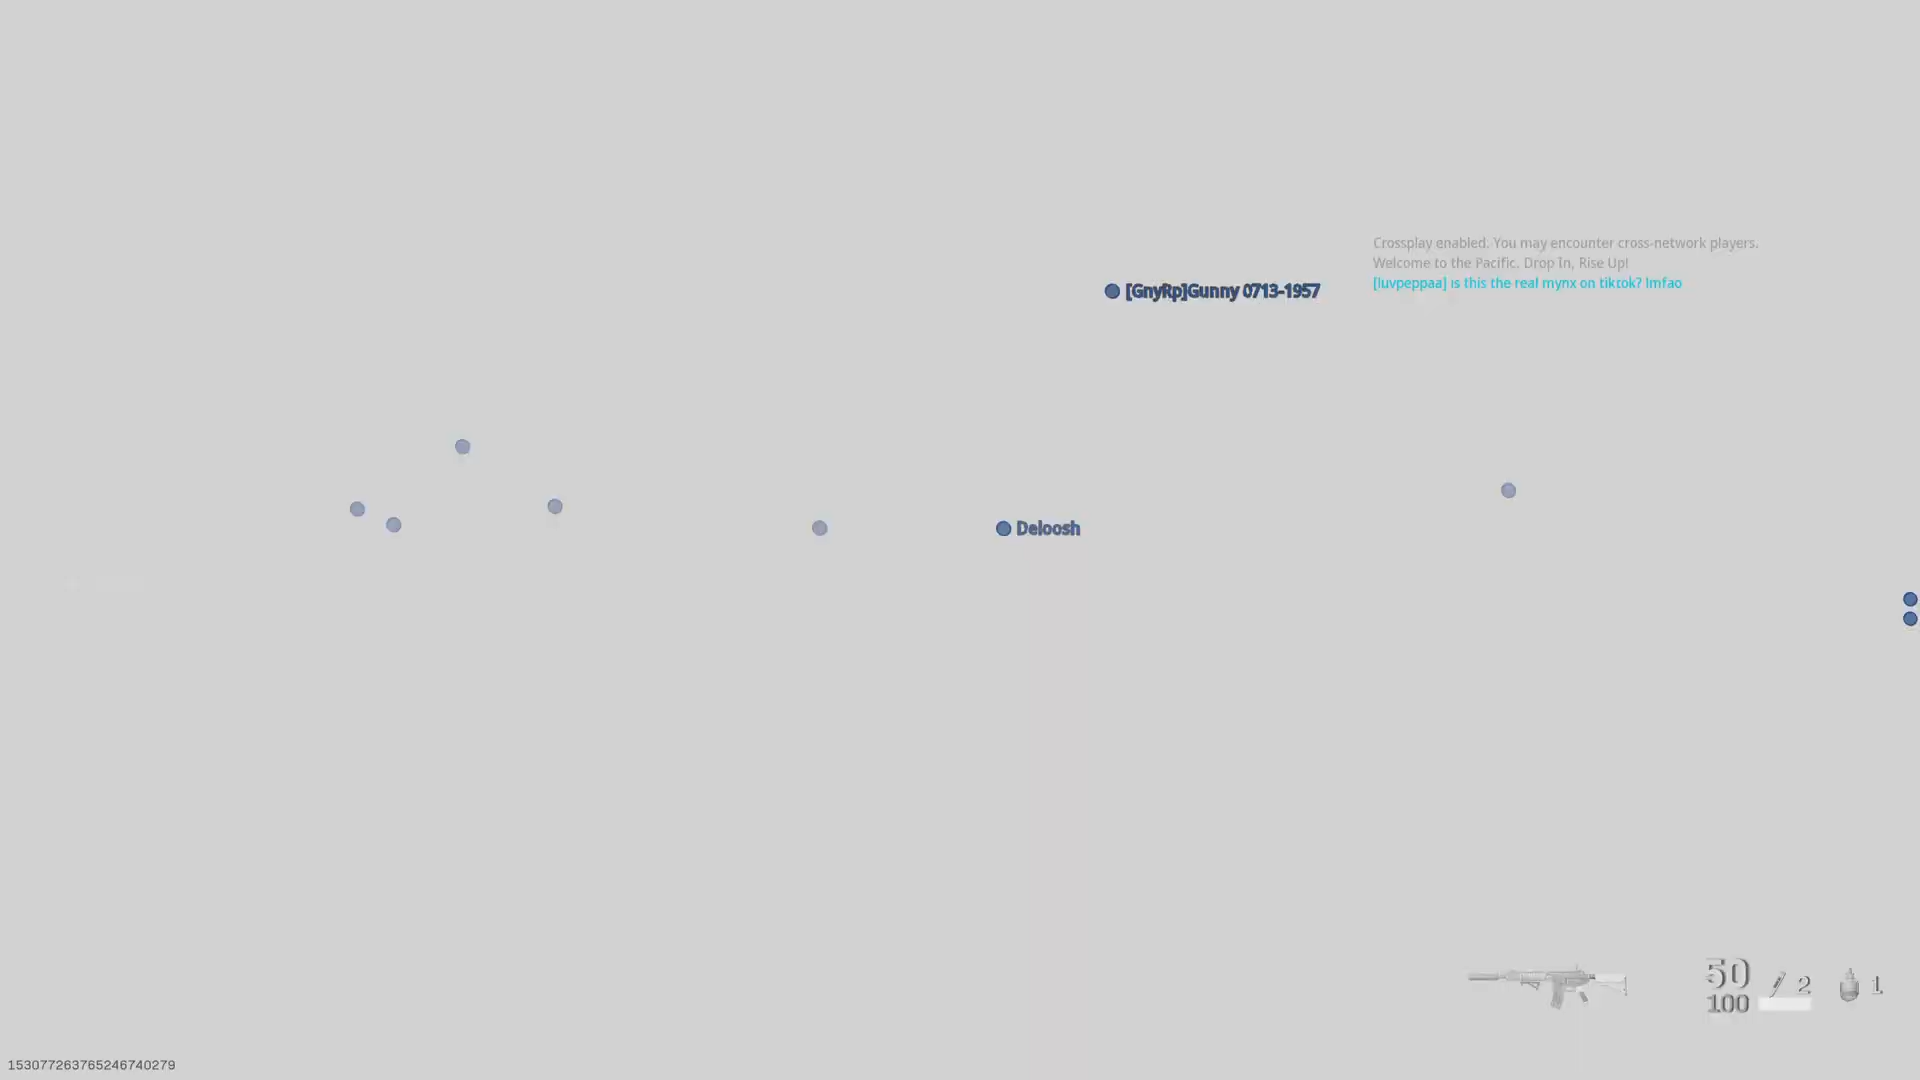 Crossplay enabled. You may encounter cross-network players.
Welcome to the Pacific. Drop In, Rise Up!
[luvpeppaa] is this the real mynx on tiktok? lmfao
[GnyRp]Gunny 0713-1957
Deloosh
50
100
2
1
153077263765246740279